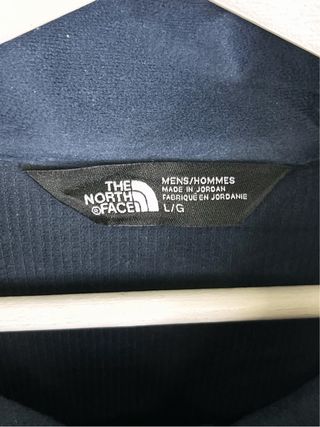 THE
NORTH
FACE
MENS/HOMMES
MADE IN JORDAN
FABRIQUÉ EN JORDANIE
L/G